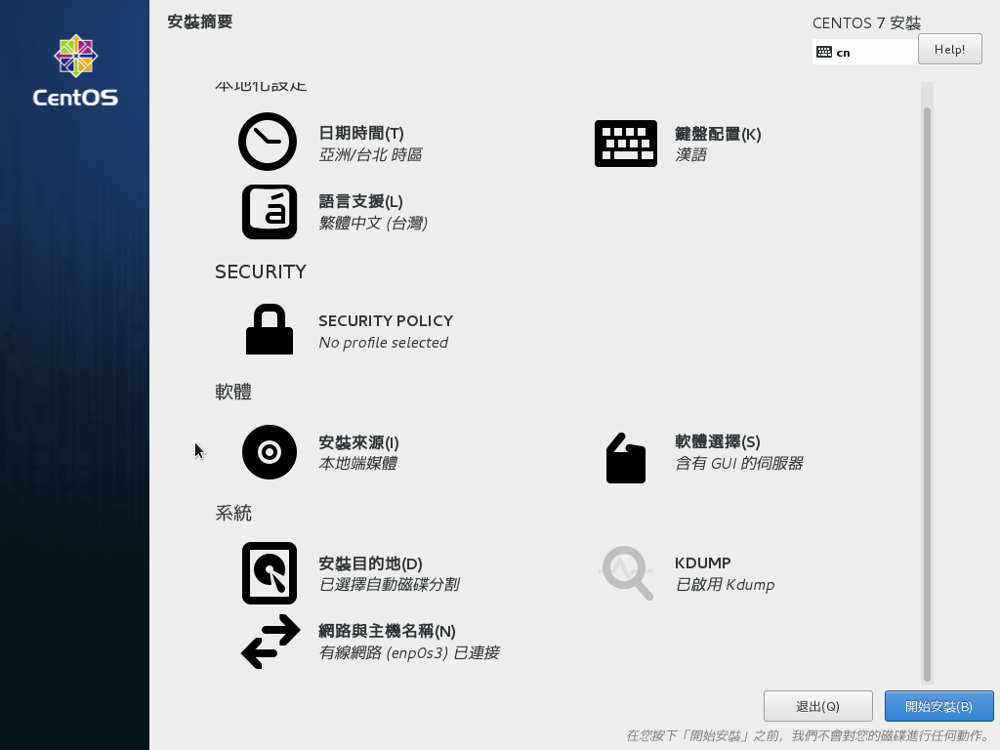 安裝摘要
CENTOS 7 安裝
cn
Help!
CentOS
本地化設定
日期時間(T)
亞洲/台北 時區
鍵盤配置(K)
漢語
語言支援(L)
繁體中文 (台灣)
SECURITY
SECURITY POLICY
No profile selected
軟體
安裝來源(I)
本地端媒體
軟體選擇(S)
含有 GUI 的伺服器
系統
安裝目的地(D)
已選擇自動磁碟分割
KDUMP
已啟用 Kdump
網路與主機名稱(N)
有線網路 (enp0s3) 已連接
退出(Q)
開始安裝(B)
在您按下「開始安裝」之前，我們不會對您的磁碟進行任何動作。